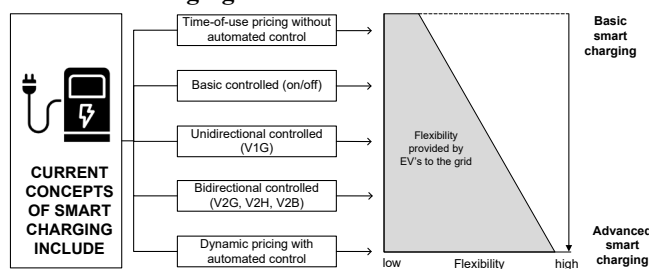 CURRENT
CONCEPTS
OF SMART
CHARGING
INCLUDE
Time-of-use pricing without
automated control
Basic controlled (on/off)
Unidirectional controlled
(V1G)
Bidirectional controlled
(V2G, V2H, V2B)
Dynamic pricing with
automated control
Flexibility
provided by
EV's to the grid
low
Flexibility
high
Basic
smart
charging
Advanced
smart
charging